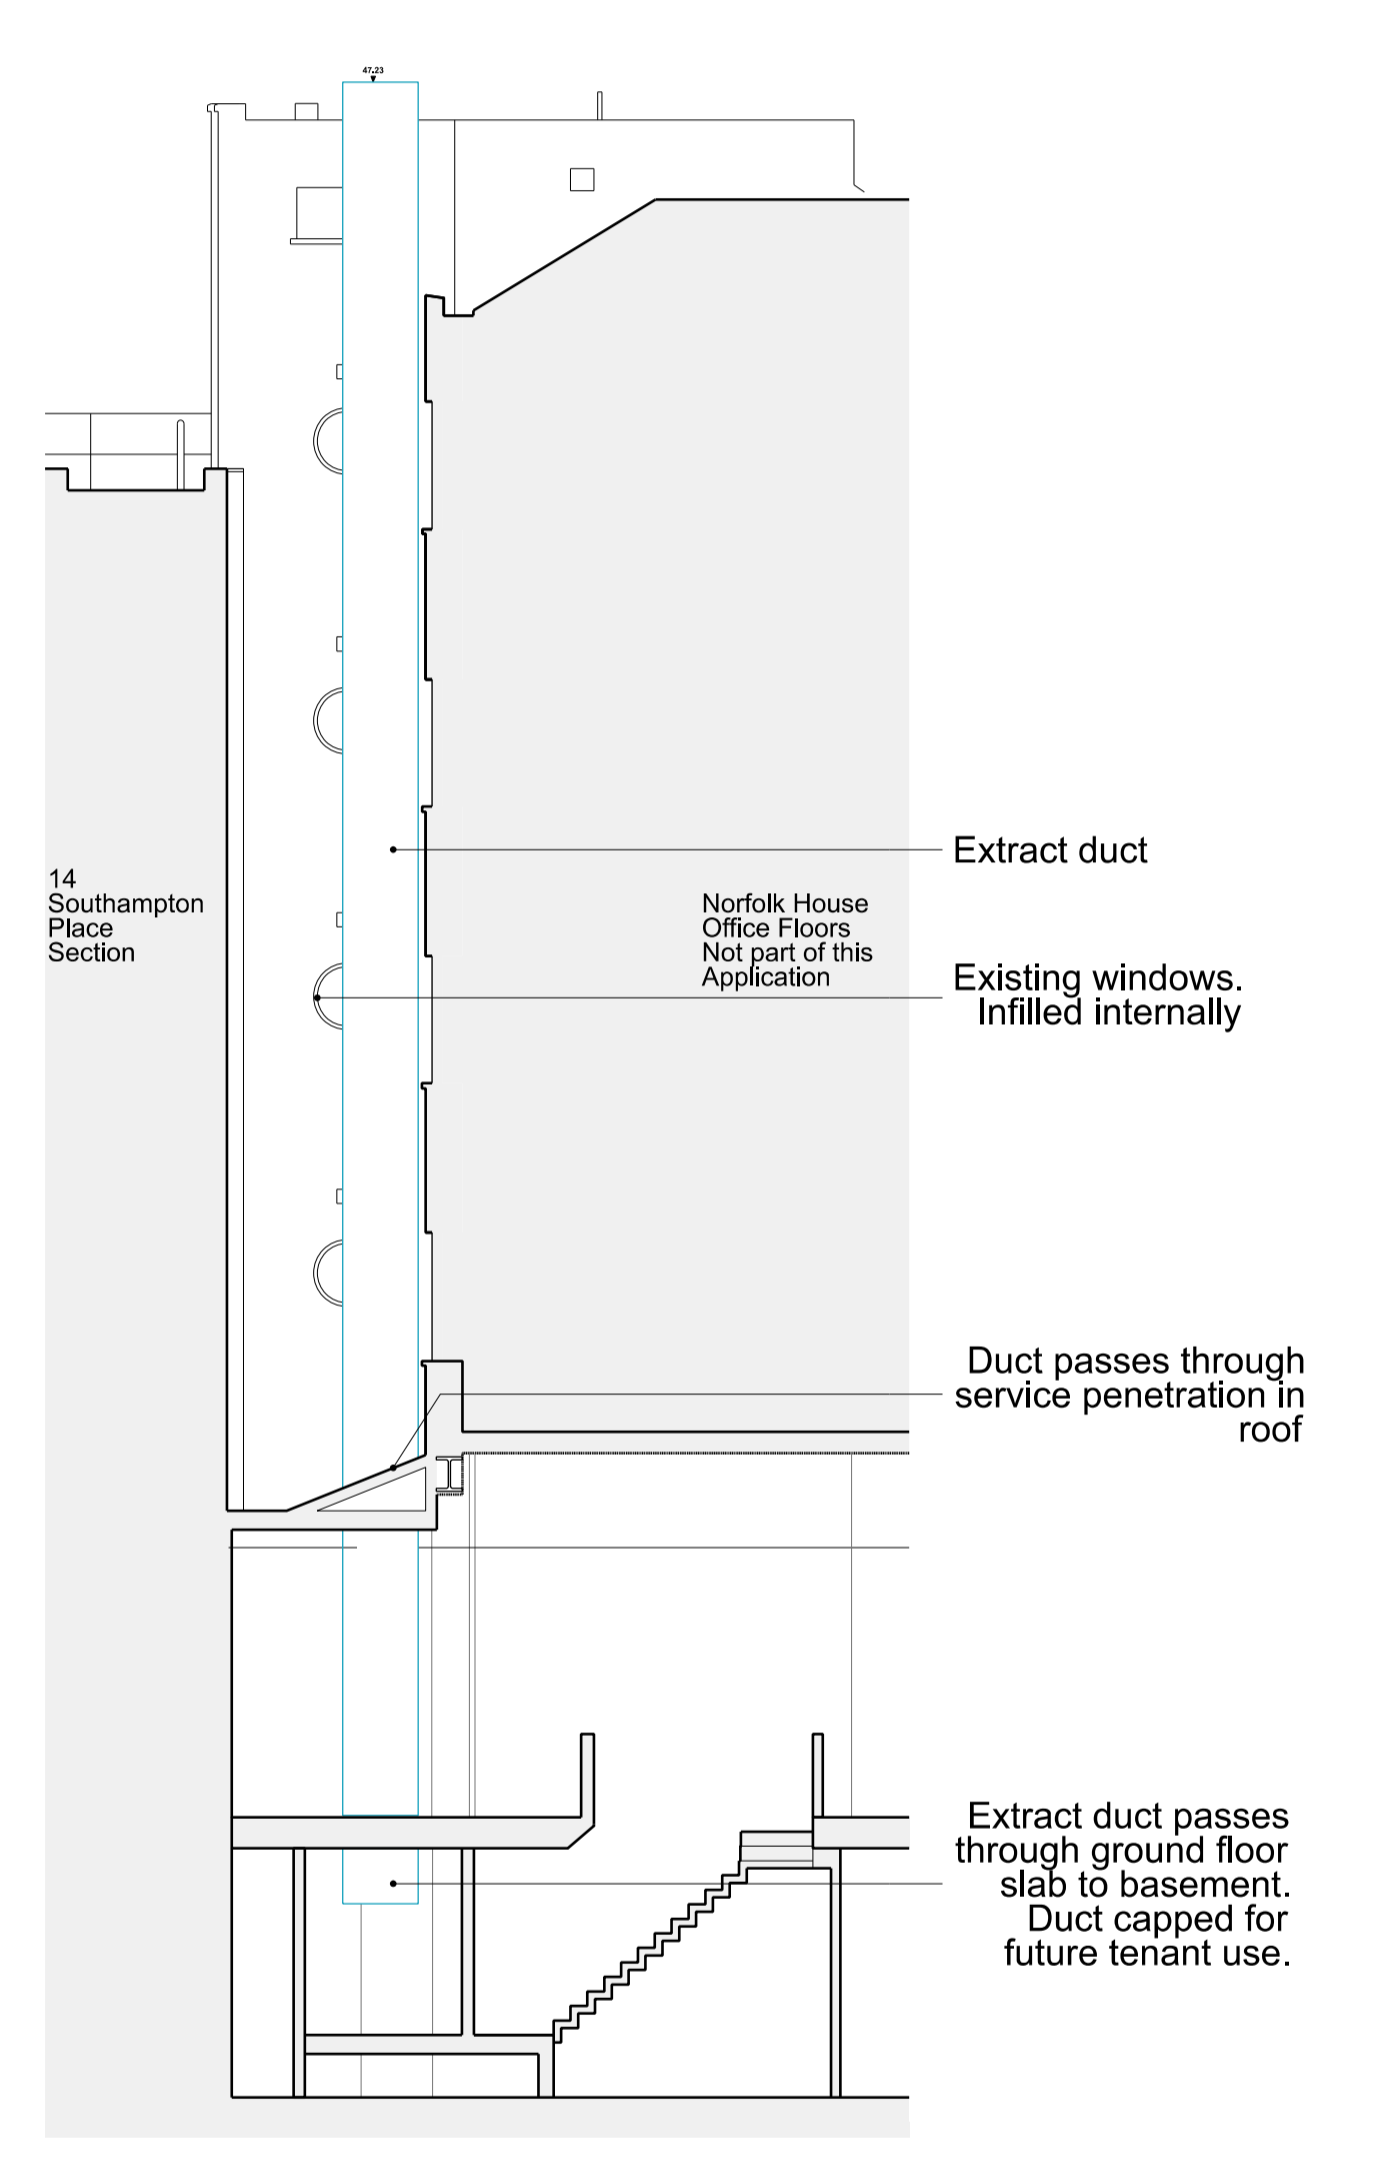 47.23
Extract duct
14
Southampton
Place
Section
Norfolk House
Office Floors
Not part of this
Application
Existing windows.
Infilled internally
Duct passes through
service penetration in
roof
Extract duct passes
through ground floor
slab to basement.
Duct capped for
future tenant use.